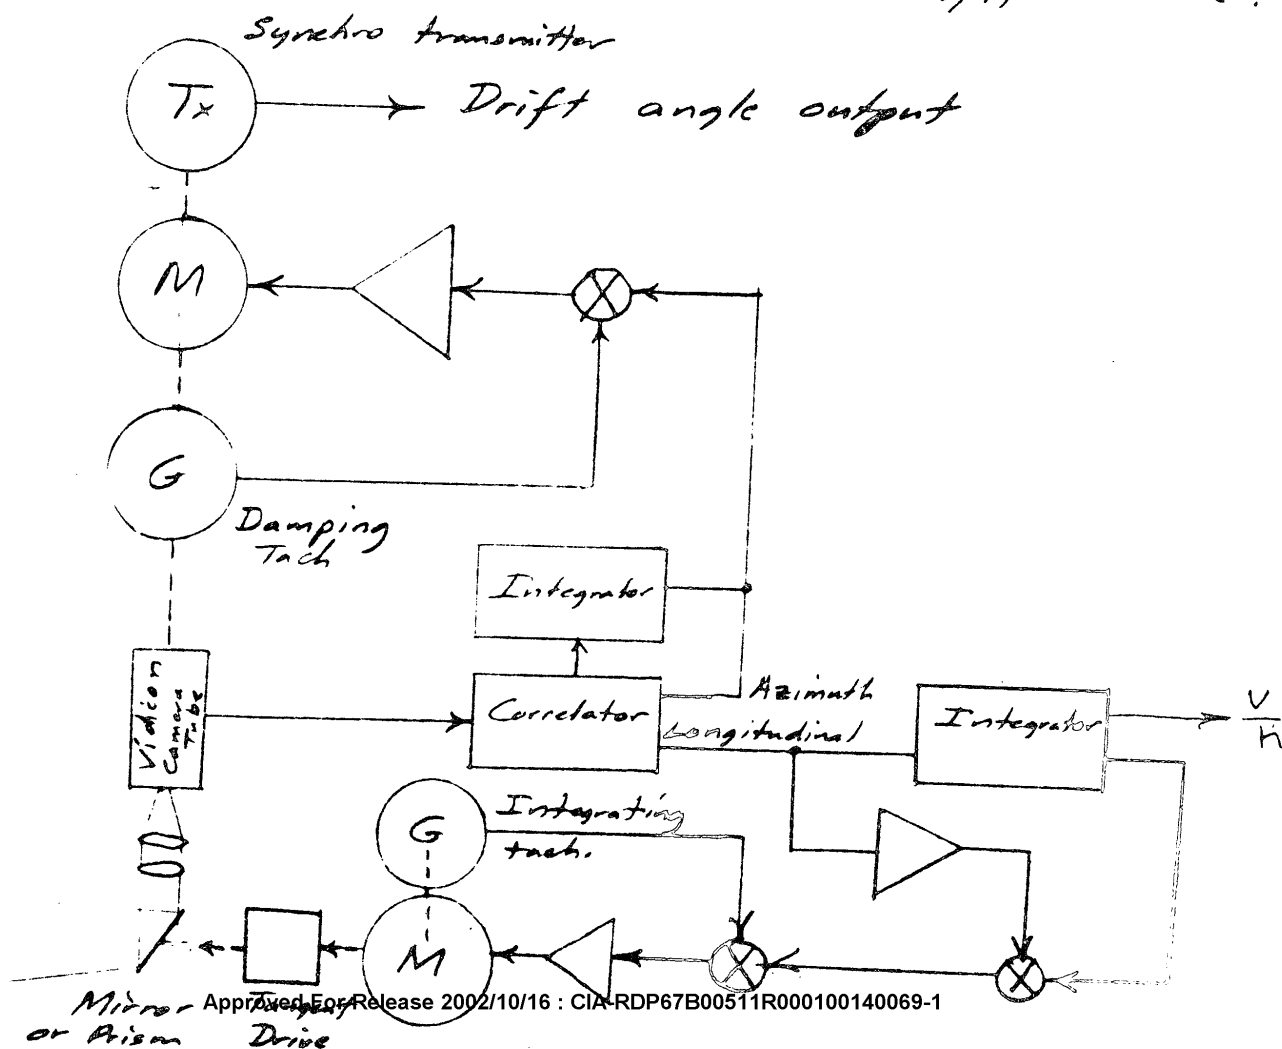 Synchro transmitter
Tx
Drift angle output
M
G
Damping
Tach
Integrator
Vidicon
Camera
Tube
Correlator
Azimuth
Longitudinal
Integrator
V
h
G
Integrating
tach.
M
Mirror
or Prism
Tangent
Drive
Approved For Release 2002/10/16 : CIA-RDP67B00511R000100140069-1